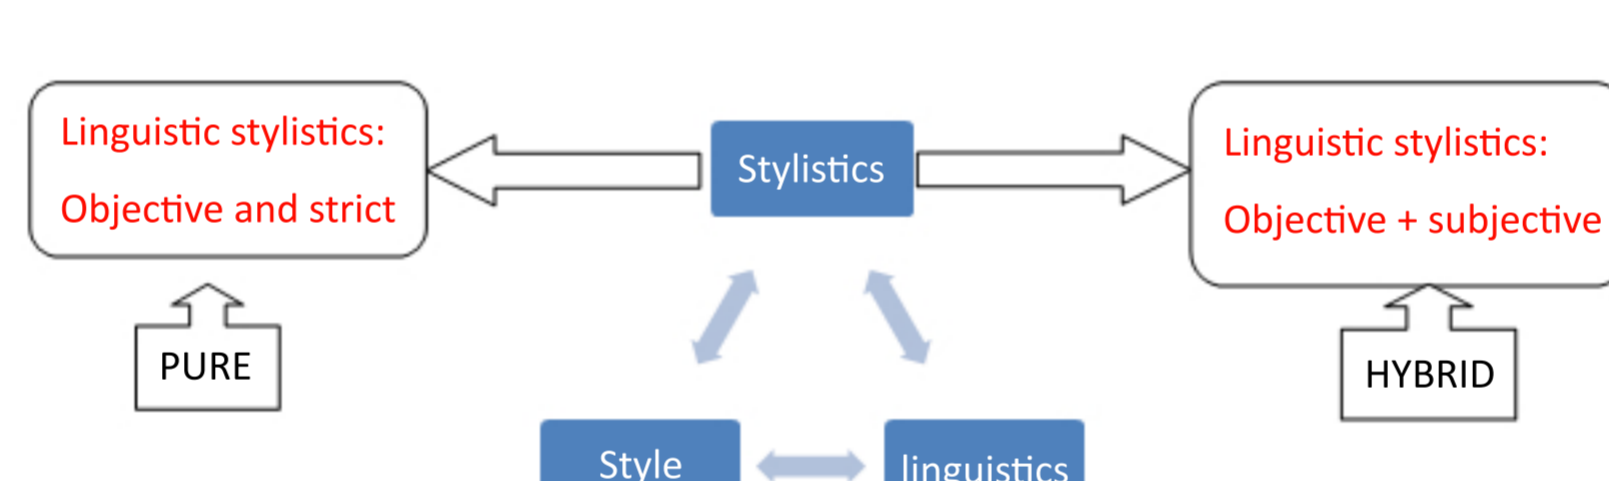 Linguistic stylistics:
Objective and strict
Stylistics
Linguistic stylistics:
Objective + subjective
PURE
HYBRID
Style
linguistics